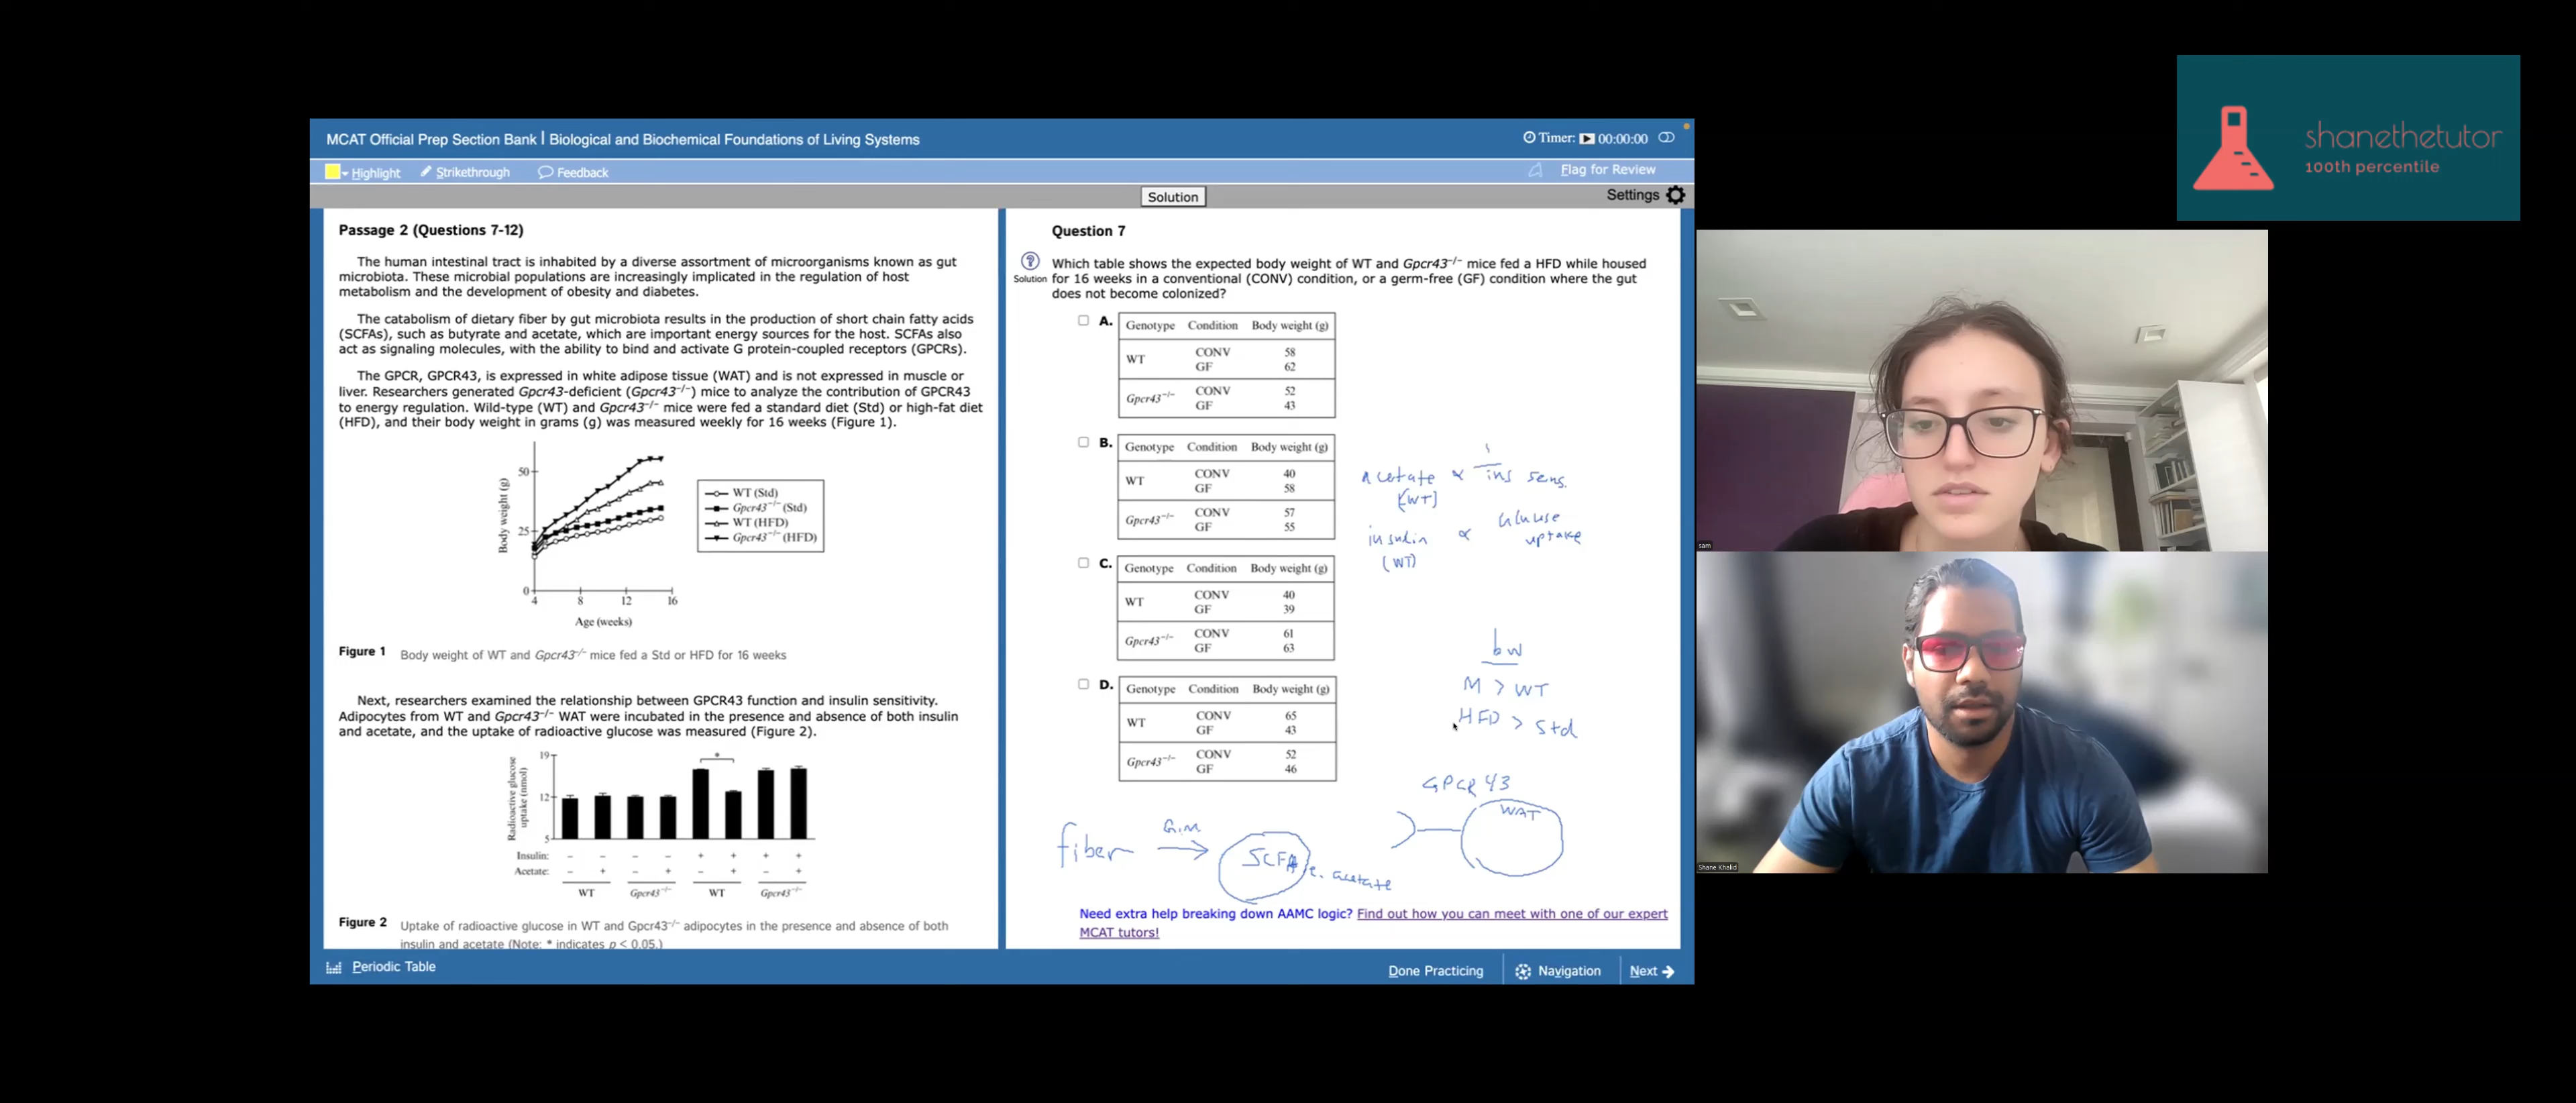 shanethetutor
100th percentile
MCAT Official Prep Section Bank | Biological and Biochemical Foundations of Living Systems
Timer: 00:00:00
Highlight
Strikethrough
Feedback
Flag for Review
Solution
Settings
Passage 2 (Questions 7-12)
The human intestinal tract is inhabited by a diverse assortment of microorganisms known as gut
microbiota. These microbial populations are increasingly implicated in the regulation of host
metabolism and the development of obesity and diabetes.
The catabolism of dietary fiber by gut microbiota results in the production of short chain fatty acids
(SCFAs), such as butyrate and acetate, which are important energy sources for the host. SCFAs also
act as signaling molecules, with the ability to bind and activate G protein-coupled receptors (GPCRs).
The GPCR, GPCR43, is expressed in white adipose tissue (WAT) and is not expressed in muscle or
liver. Researchers generated Gpcr43-deficient (Gpcr43−/−) mice to analyze the contribution of GPCR43
to energy regulation. Wild-type (WT) and Gpcr43−/− mice were fed a standard diet (Std) or high-fat diet
(HFD), and their body weight in grams (g) was measured weekly for 16 weeks (Figure 1).
Body weight (g)
50
25
0
4 8 12 16
Age (weeks)
WT (Std)
Gpcr43−/− (Std)
WT (HFD)
Gpcr43−/− (HFD)
Figure 1 Body weight of WT and Gpcr43−/− mice fed a Std or HFD for 16 weeks
Next, researchers examined the relationship between GPCR43 function and insulin sensitivity.
Adipocytes from WT and Gpcr43−/− WAT were incubated in the presence and absence of both insulin
and acetate, and the uptake of radioactive glucose was measured (Figure 2).
Radioactive glucose
uptake (nmol)
19
12
5
*
Insulin: − − − − + + + +
Acetate: − + − + − + − +
WT Gpcr43−/− WT Gpcr43−/−
Figure 2 Uptake of radioactive glucose in WT and Gpcr43−/− adipocytes in the presence and absence of both
insulin and acetate (Note: * indicates p < 0.05.)
Question 7
Solution
Which table shows the expected body weight of WT and Gpcr43−/− mice fed a HFD while housed
for 16 weeks in a conventional (CONV) condition, or a germ-free (GF) condition where the gut
does not become colonized?
A.
Genotype Condition Body weight (g)
WT CONV 58
GF 62
Gpcr43−/− CONV 52
GF 43
B.
Genotype Condition Body weight (g)
WT CONV 40
GF 58
Gpcr43−/− CONV 57
GF 55
C.
Genotype Condition Body weight (g)
WT CONV 40
GF 39
Gpcr43−/− CONV 61
GF 63
D.
Genotype Condition Body weight (g)
WT CONV 65
GF 43
Gpcr43−/− CONV 52
GF 46
acetate ∝ 1
ins sens.
(WT)
insulin ∝ Glucose
uptake
(WT)
bw
M > WT
HFD > Std
GPCR 43
WAT
fiber
G.M
SCFA
acetate
Need extra help breaking down AAMC logic? Find out how you can meet with one of our expert
MCAT tutors!
Periodic Table
Done Practicing
Navigation
Next
sam
Shane Khalid